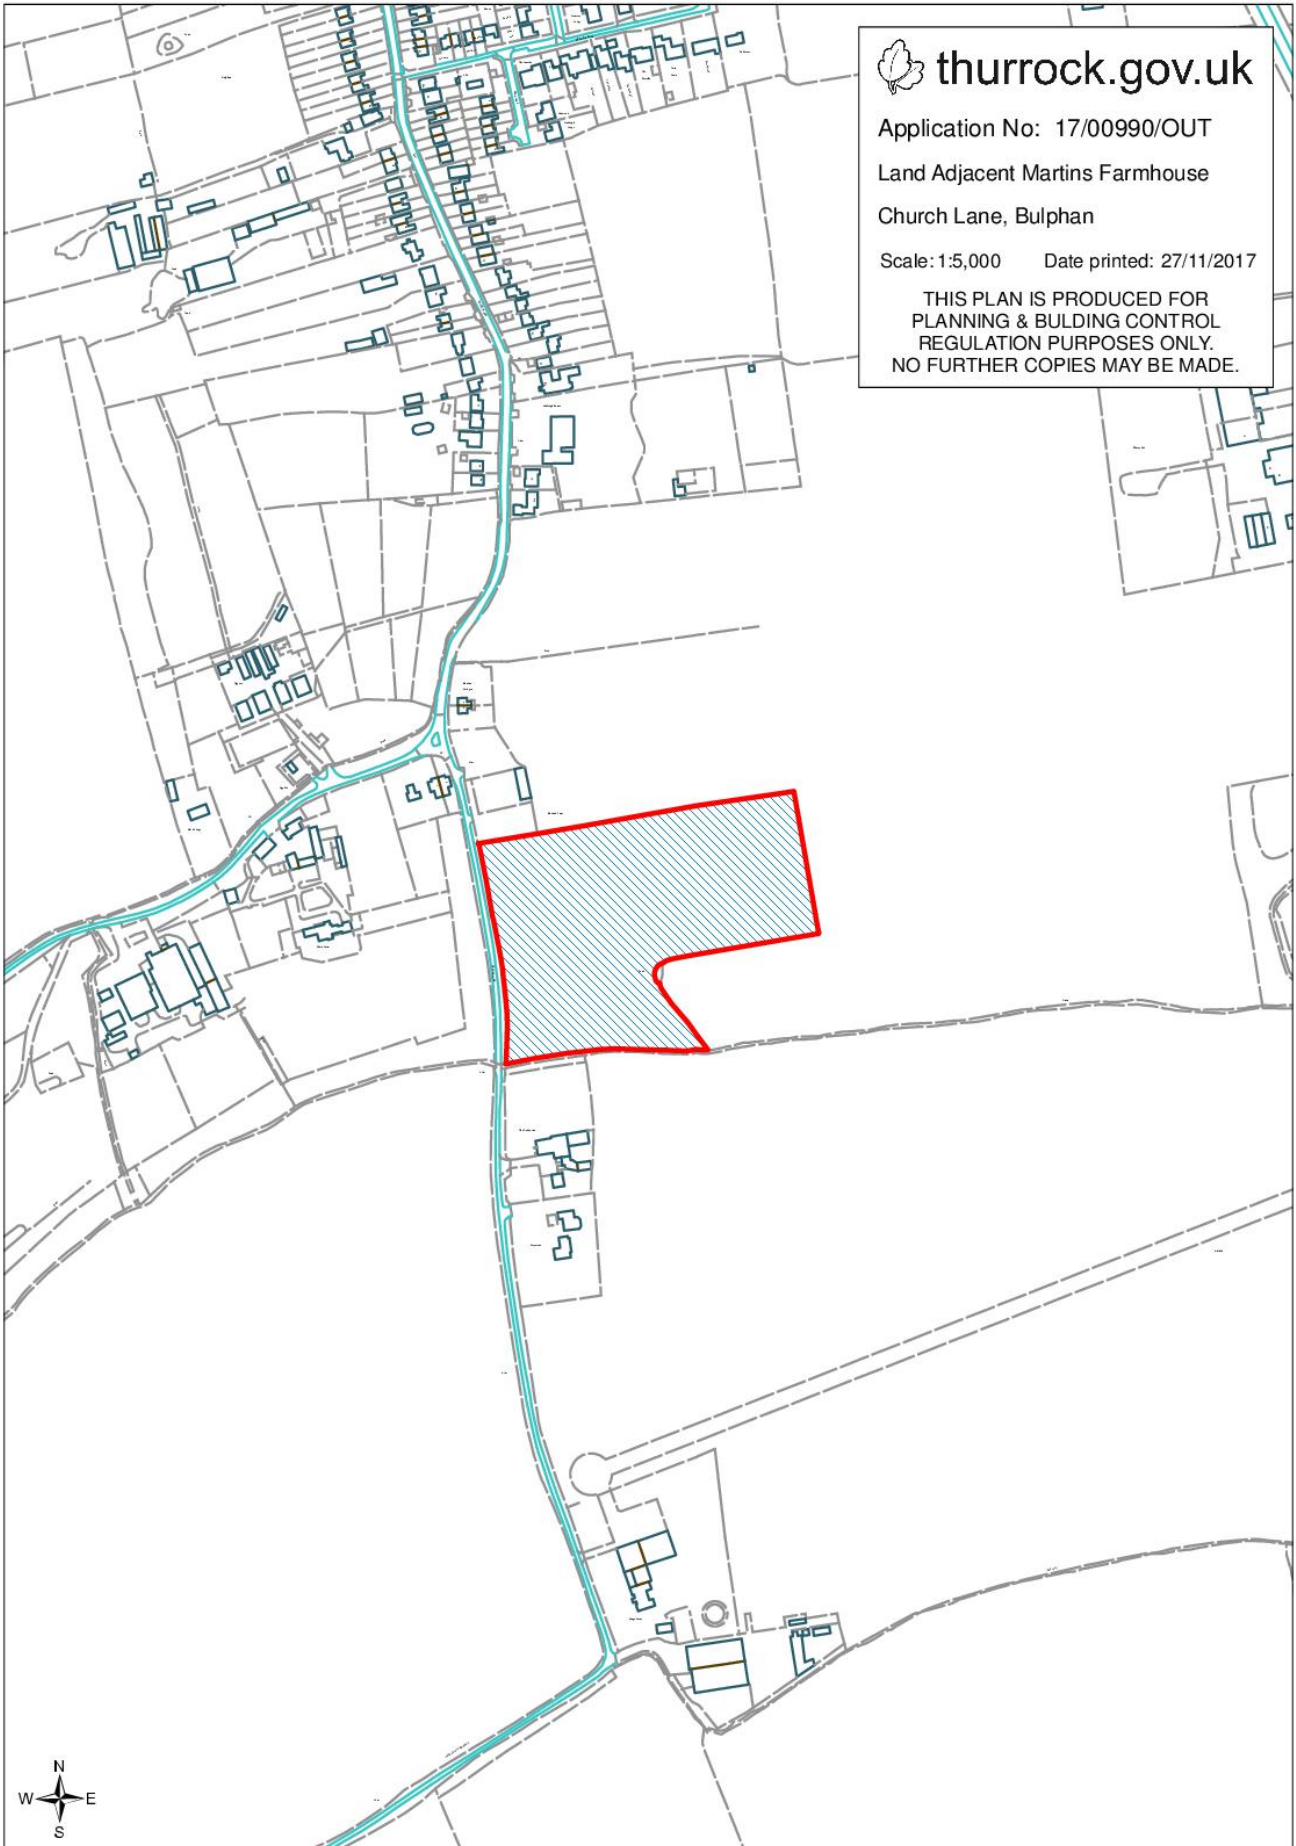 thurrock.gov.uk
Application No: 17/00990/OUT
Land Adjacent Martins Farmhouse
Church Lane, Bulphan
Scale: 1:5,000 Date printed: 27/11/2017
THIS PLAN IS PRODUCED FOR
PLANNING & BULDING CONTROL
REGULATION PURPOSES ONLY.
NO FURTHER COPIES MAY BE MADE.
N
W E
S